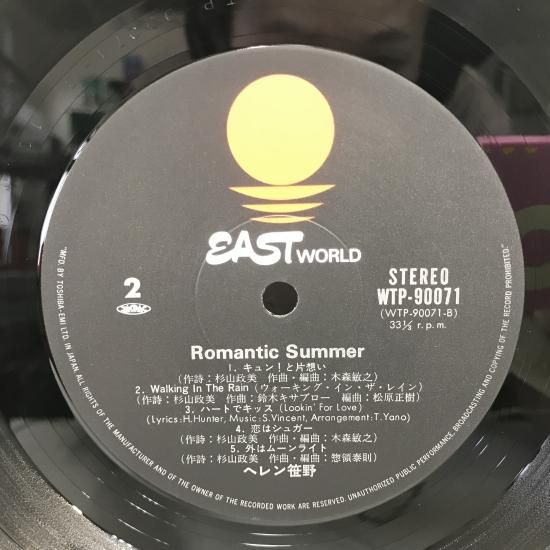 EAST WORLD
2
STEREO
WTP-90071
(WTP-90071-B)
33⅓ r.p.m.
Romantic Summer
1. キュン!と片想い
(作詩:杉山政美 作曲・編曲:木森敏之)
2. Walking In The Rain (ウォーキング・イン・ザ・レイン)
(作詩:杉山政美 作曲:鈴木キサブロー 編曲:松原正樹)
3. ハートでキッス (Lookin' For Love)
(Lyrics:H.Hunter, Music:S.Vincent, Arrangement:T.Yano)
4. 恋はシュガー
(作詩:杉山政美 作曲・編曲:木森敏之)
5. 外はムーンライト
(作詩:杉山政美 作曲・編曲:惣領泰則)
ヘレン笹野
"MFD. BY TOSHIBA-EMI LTD. IN JAPAN ALL RIGHTS OF THE MANUFACTURER AND OF THE OWNER OF THE RECORDED WORK ARE RESERVED. UNAUTHORIZED PUBLIC PERFORMANCE, BROADCASTING AND COPYING OF THE RECORD PROHIBITED."